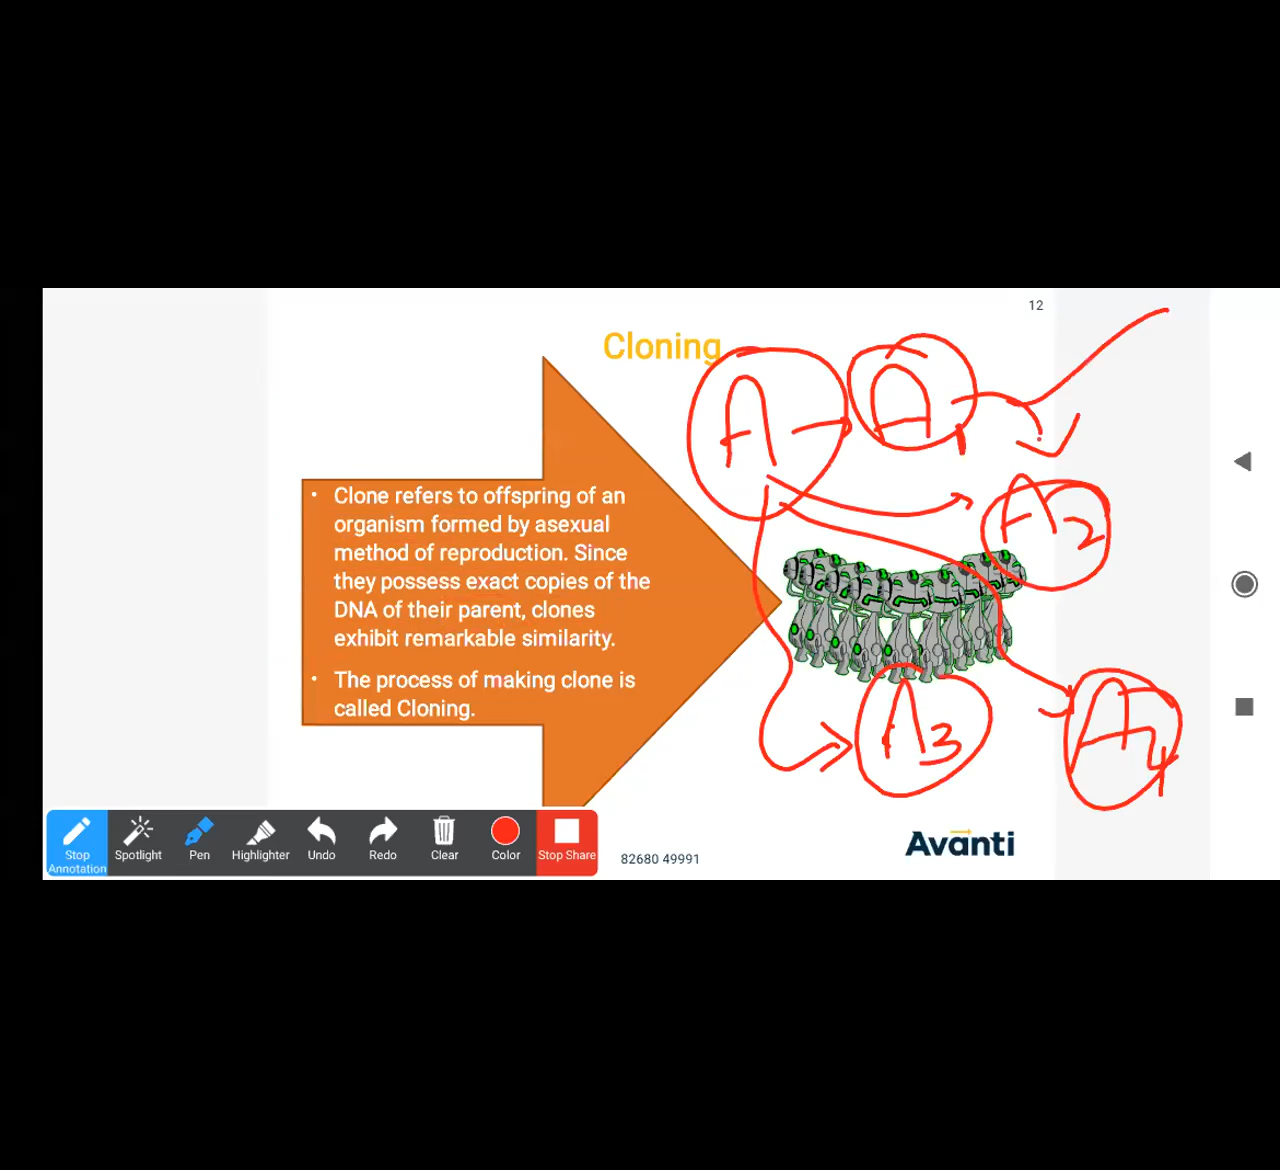 12
Cloning
A
A1
A2
• Clone refers to offspring of an
organism formed by asexual
method of reproduction. Since
they possess exact copies of the
DNA of their parent, clones
exhibit remarkable similarity.
• The process of making clone is
called Cloning.
A3
A4
Stop
Annotation
Spotlight
Pen
Highlighter
Undo
Redo
Clear
Color
Stop Share
82680 49991
Avanti